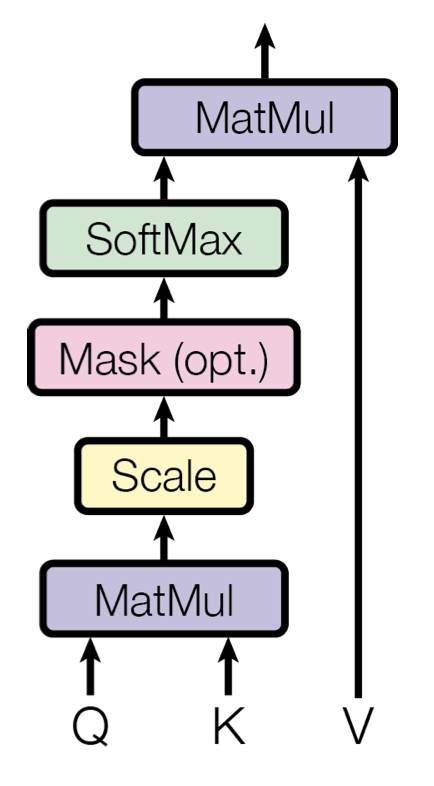 MatMul
SoftMax
Mask (opt.)
Scale
MatMul
Q K V